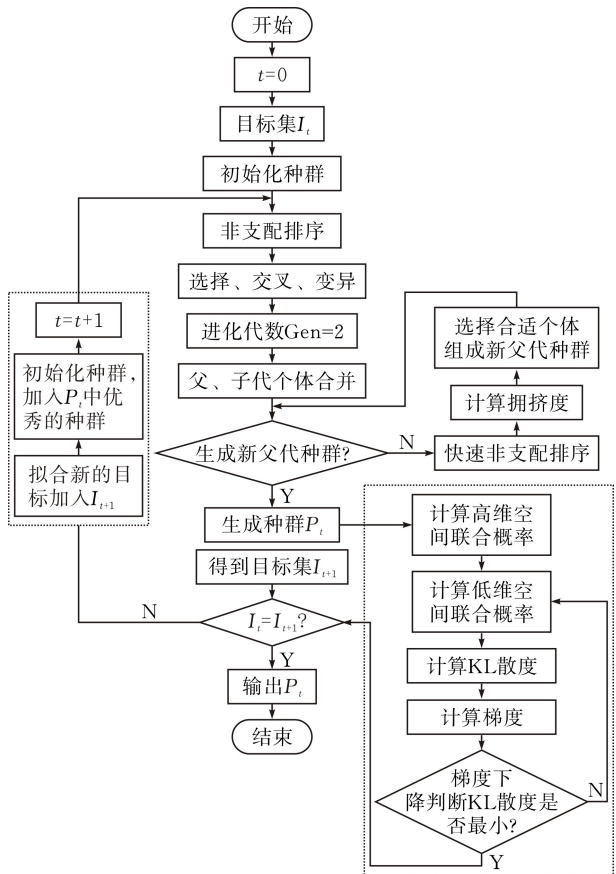 开始
t=0
目标集It
初始化种群
非支配排序
选择、交叉、变异
进化代数Gen=2
父、子代个体合并
生成新父代种群?
N
Y
快速非支配排序
计算拥挤度
选择合适个体
组成新父代种群
生成种群Pt
得到目标集It+1
It=It+1?
N
Y
输出Pt
结束
t=t+1
初始化种群,
加入Pt中优
秀的种群
拟合新的目
标加入It+1
计算高维空
间联合概率
计算低维空
间联合概率
计算KL散度
计算梯度
梯度下
降判断KL散度是
否最小?
N
Y